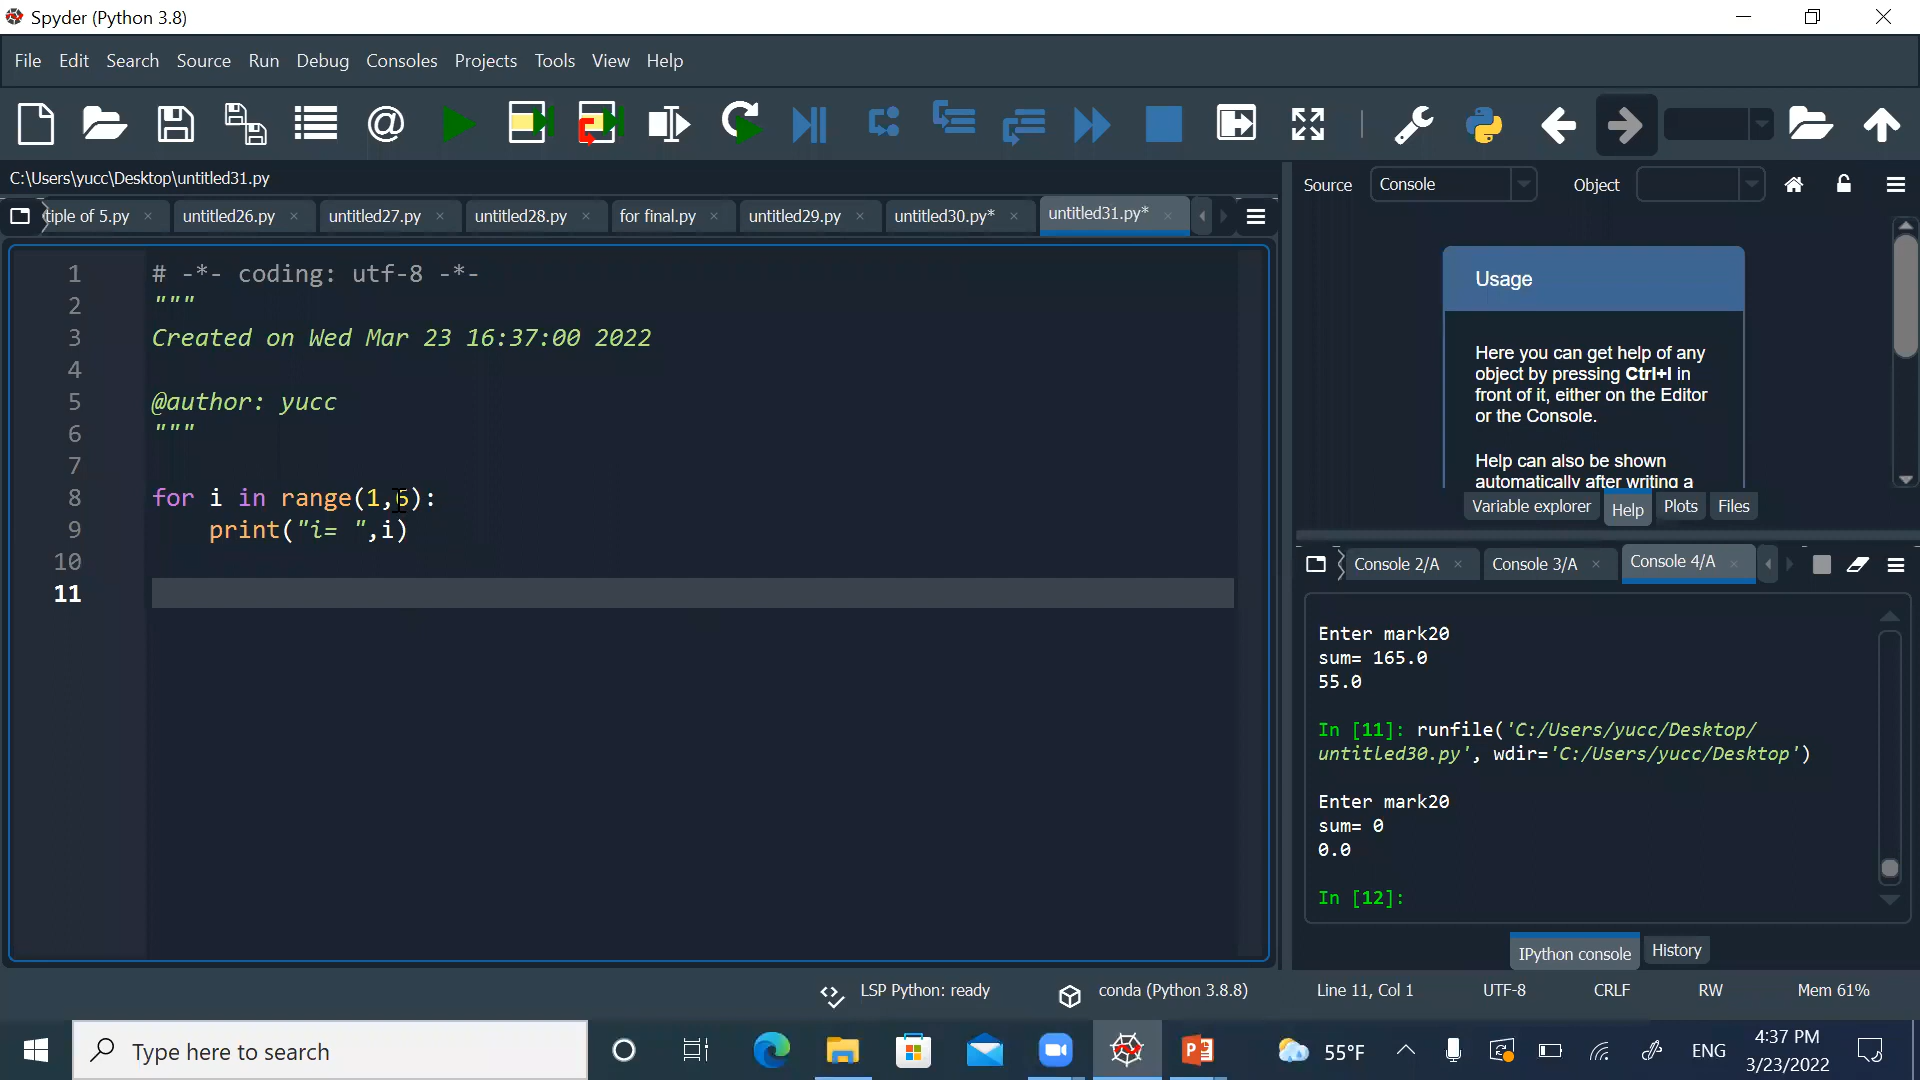 Spyder (Python 3.8)
File Edit Search Source Run Debug Consoles Projects Tools View Help
C:\Users\yucc\Desktop\untitled31.py
tiple of 5.py untitled26.py untitled27.py untitled28.py for final.py untitled29.py untitled30.py* untitled31.py*
1 # -*- coding: utf-8 -*-
2 """
3 Created on Wed Mar 23 16:37:00 2022
4
5 @author: yucc
6 """
7
8 for i in range(1, ):
9 print("i= ",i)
10
11
Source Console Object
Usage
Here you can get help of any
object by pressing Ctrl+I in
front of it, either on the Editor
or the Console.
Help can also be shown
automatically after writing a
Variable explorer Help Plots Files
Console 2/A Console 3/A Console 4/A
Enter mark20
sum= 165.0
55.0
In [11]: runfile('C:/Users/yucc/Desktop/
untitled30.py', wdir='C:/Users/yucc/Desktop')
Enter mark20
sum= 0
0.0
In [12]:
IPython console History
LSP Python: ready conda (Python 3.8.8) Line 11, Col 1 UTF-8 CRLF RW Mem 61%
Type here to search
55°F ENG
4:37 PM
3/23/2022